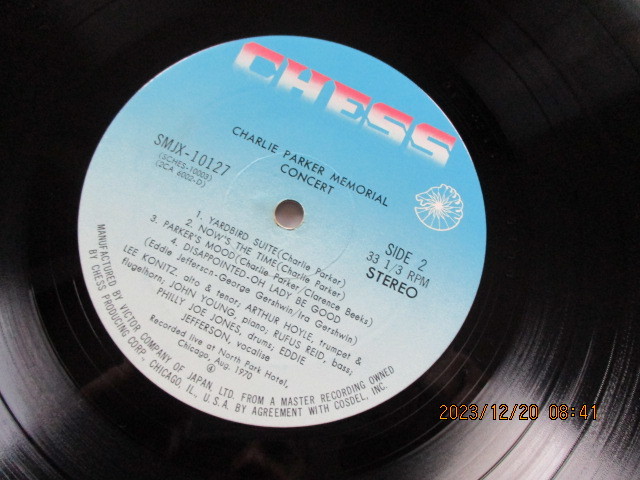 CHESS
CHARLIE PARKER MEMORIAL
CONCERT
SMJX-10127
(SCHES-10003)
(2CA 6002-D)
SIDE 2
33 1/3 RPM
STEREO
1. YARDBIRD SUITE(Charlie Parker)
2. NOW'S THE TIME(Charlie Parker)
3. PARKER'S MOOD(Charlie Parker/Clarence Beeks)
4. DISAPPOINTED-OH LADY BE GOOD
(Eddie Jefferscn-George Gershwin/Ira Gershwin)
LEE KONITZ, alto & tenor; ARTHUR HOYLE, trumpet &
flugelhorn; JOHN YOUNG, piano; RUFUS REID, bass;
PHILLY JOE JONES, drums; EDDIE
JEFFERSON, vocalise
Recorded live at North Park Hotel,
Chicago, Aug. 1970
MANUFACTURED BY VICTOR COMPANY OF JAPAN, LTD. FROM A MASTER RECORDING OWNED
BY CHESS PRODUCING CORP., CHICAGO, IL. U.S.A. BY AGREEMENT WITH COSDEL, INC.
2023/12/20 08:41